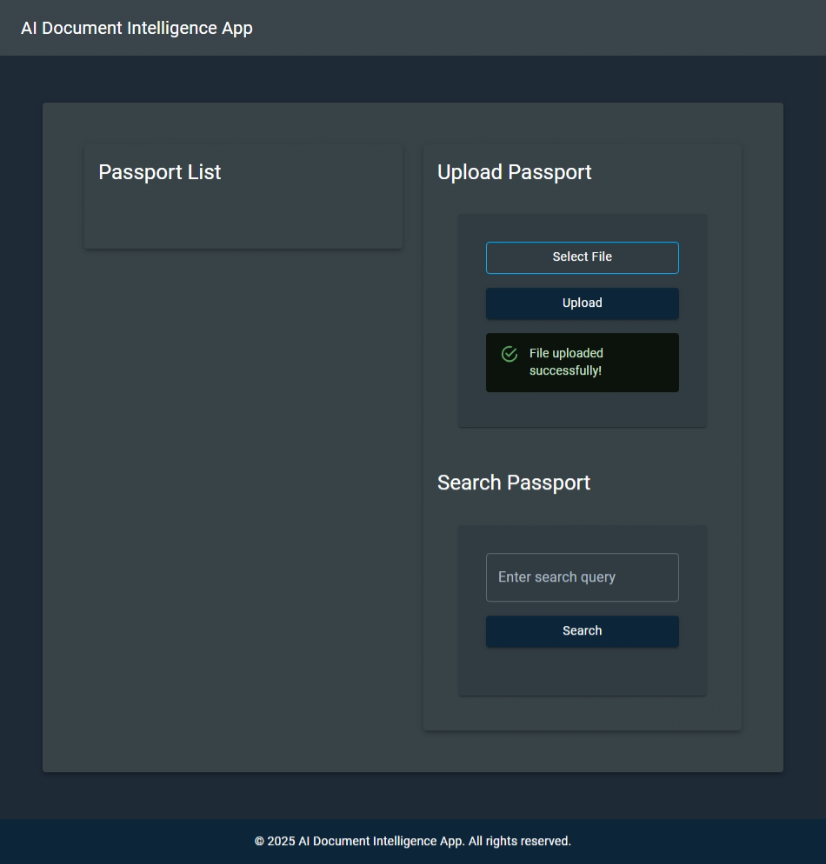 AI Document Intelligence App
Passport List
Upload Passport
Select File
Upload
File uploaded
successfully!
Search Passport
Enter search query
Search
© 2025 AI Document Intelligence App. All rights reserved.